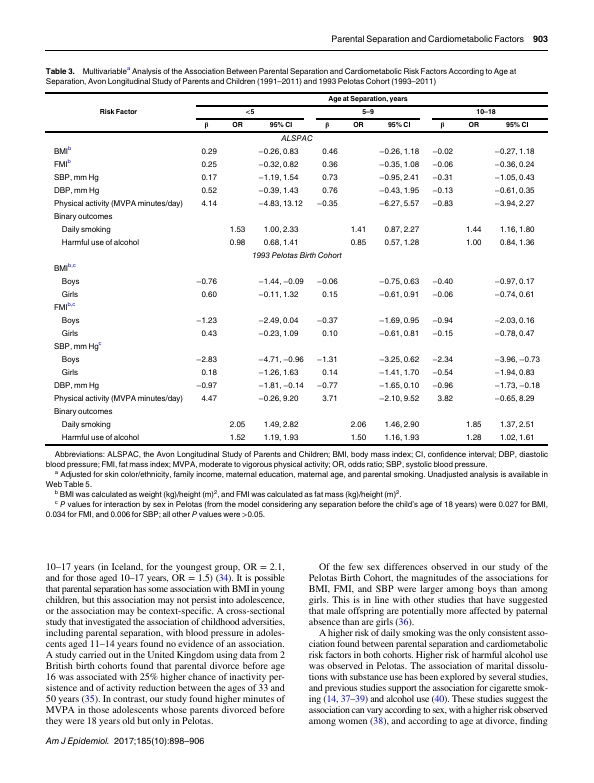 Parental Separation and Cardiometabolic Factors 903
Table 3. Multivariableᵃ Analysis of the Association Between Parental Separation and Cardiometabolic Risk Factors According to Age at
Separation, Avon Longitudinal Study of Parents and Children (1991–2011) and 1993 Pelotas Cohort (1993–2011)
Age at Separation, years
Risk Factor <5 5–9 10–18
β OR 95% CI β OR 95% CI β OR 95% CI
ALSPAC
BMIᵇ 0.29 −0.26, 0.83 0.46 −0.26, 1.18 −0.02 −0.27, 1.18
FMIᵇ 0.25 −0.32, 0.82 0.36 −0.35, 1.08 −0.06 −0.36, 0.24
SBP, mm Hg 0.17 −1.19, 1.54 0.73 −0.95, 2.41 −0.31 −1.05, 0.43
DBP, mm Hg 0.52 −0.39, 1.43 0.76 −0.43, 1.95 −0.13 −0.61, 0.35
Physical activity (MVPA minutes/day) 4.14 −4.83, 13.12 −0.35 −6.27, 5.57 −0.83 −3.94, 2.27
Binary outcomes
Daily smoking 1.53 1.00, 2.33 1.41 0.87, 2.27 1.44 1.16, 1.80
Harmful use of alcohol 0.98 0.68, 1.41 0.85 0.57, 1.28 1.00 0.84, 1.36
1993 Pelotas Birth Cohort
BMIᵇ,ᶜ
Boys −0.76 −1.44, −0.09 −0.06 −0.75, 0.63 −0.40 −0.97, 0.17
Girls 0.60 −0.11, 1.32 0.15 −0.61, 0.91 −0.06 −0.74, 0.61
FMIᵇ,ᶜ
Boys −1.23 −2.49, 0.04 −0.37 −1.69, 0.95 −0.94 −2.03, 0.16
Girls 0.43 −0.23, 1.09 0.10 −0.61, 0.81 −0.15 −0.78, 0.47
SBP, mm Hgᶜ
Boys −2.83 −4.71, −0.96 −1.31 −3.25, 0.62 −2.34 −3.96, −0.73
Girls 0.18 −1.26, 1.63 0.14 −1.41, 1.70 −0.54 −1.94, 0.83
DBP, mm Hg −0.97 −1.81, −0.14 −0.77 −1.65, 0.10 −0.96 −1.73, −0.18
Physical activity (MVPA minutes/day) 4.47 −0.26, 9.20 3.71 −2.10, 9.52 3.82 −0.65, 8.29
Binary outcomes
Daily smoking 2.05 1.49, 2.82 2.06 1.46, 2.90 1.85 1.37, 2.51
Harmful use of alcohol 1.52 1.19, 1.93 1.50 1.16, 1.93 1.28 1.02, 1.61
Abbreviations: ALSPAC, the Avon Longitudinal Study of Parents and Children; BMI, body mass index; CI, confidence interval; DBP, diastolic
blood pressure; FMI, fat mass index; MVPA, moderate to vigorous physical activity; OR, odds ratio; SBP, systolic blood pressure.
ᵃ Adjusted for skin color/ethnicity, family income, maternal education, maternal age, and parental smoking. Unadjusted analysis is available in
Web Table 5.
ᵇ BMI was calculated as weight (kg)/height (m)², and FMI was calculated as fat mass (kg)/height (m)².
ᶜ P values for interaction by sex in Pelotas (from the model considering any separation before the child's age of 18 years) were 0.027 for BMI,
0.034 for FMI, and 0.006 for SBP; all other P values were >0.05.
10–17 years (in Iceland, for the youngest group, OR = 2.1,
and for those aged 10–17 years, OR = 1.5) (34). It is possible
that parental separation has some association with BMI in young
children, but this association may not persist into adolescence,
or the association may be context-specific. A cross-sectional
study that investigated the association of childhood adversities,
including parental separation, with blood pressure in adoles-
cents aged 11–14 years found no evidence of an association.
A study carried out in the United Kingdom using data from 2
British birth cohorts found that parental divorce before age
16 was associated with 25% higher chance of inactivity per-
sistence and of activity reduction between the ages of 33 and
50 years (35). In contrast, our study found higher minutes of
MVPA in those adolescents whose parents divorced before
they were 18 years old but only in Pelotas.
Of the few sex differences observed in our study of the
Pelotas Birth Cohort, the magnitudes of the associations for
BMI, FMI, and SBP were larger among boys than among
girls. This is in line with other studies that have suggested
that male offspring are potentially more affected by paternal
absence than are girls (36).
A higher risk of daily smoking was the only consistent asso-
ciation found between parental separation and cardiometabolic
risk factors in both cohorts. Higher risk of harmful alcohol use
was observed in Pelotas. The association of marital dissolu-
tions with substance use has been explored by several studies,
and previous studies support the association for cigarette smok-
ing (14, 37–39) and alcohol use (40). These studies suggest the
association can vary according to sex, with a higher risk observed
among women (38), and according to age at divorce, finding
Am J Epidemiol. 2017;185(10):898–906